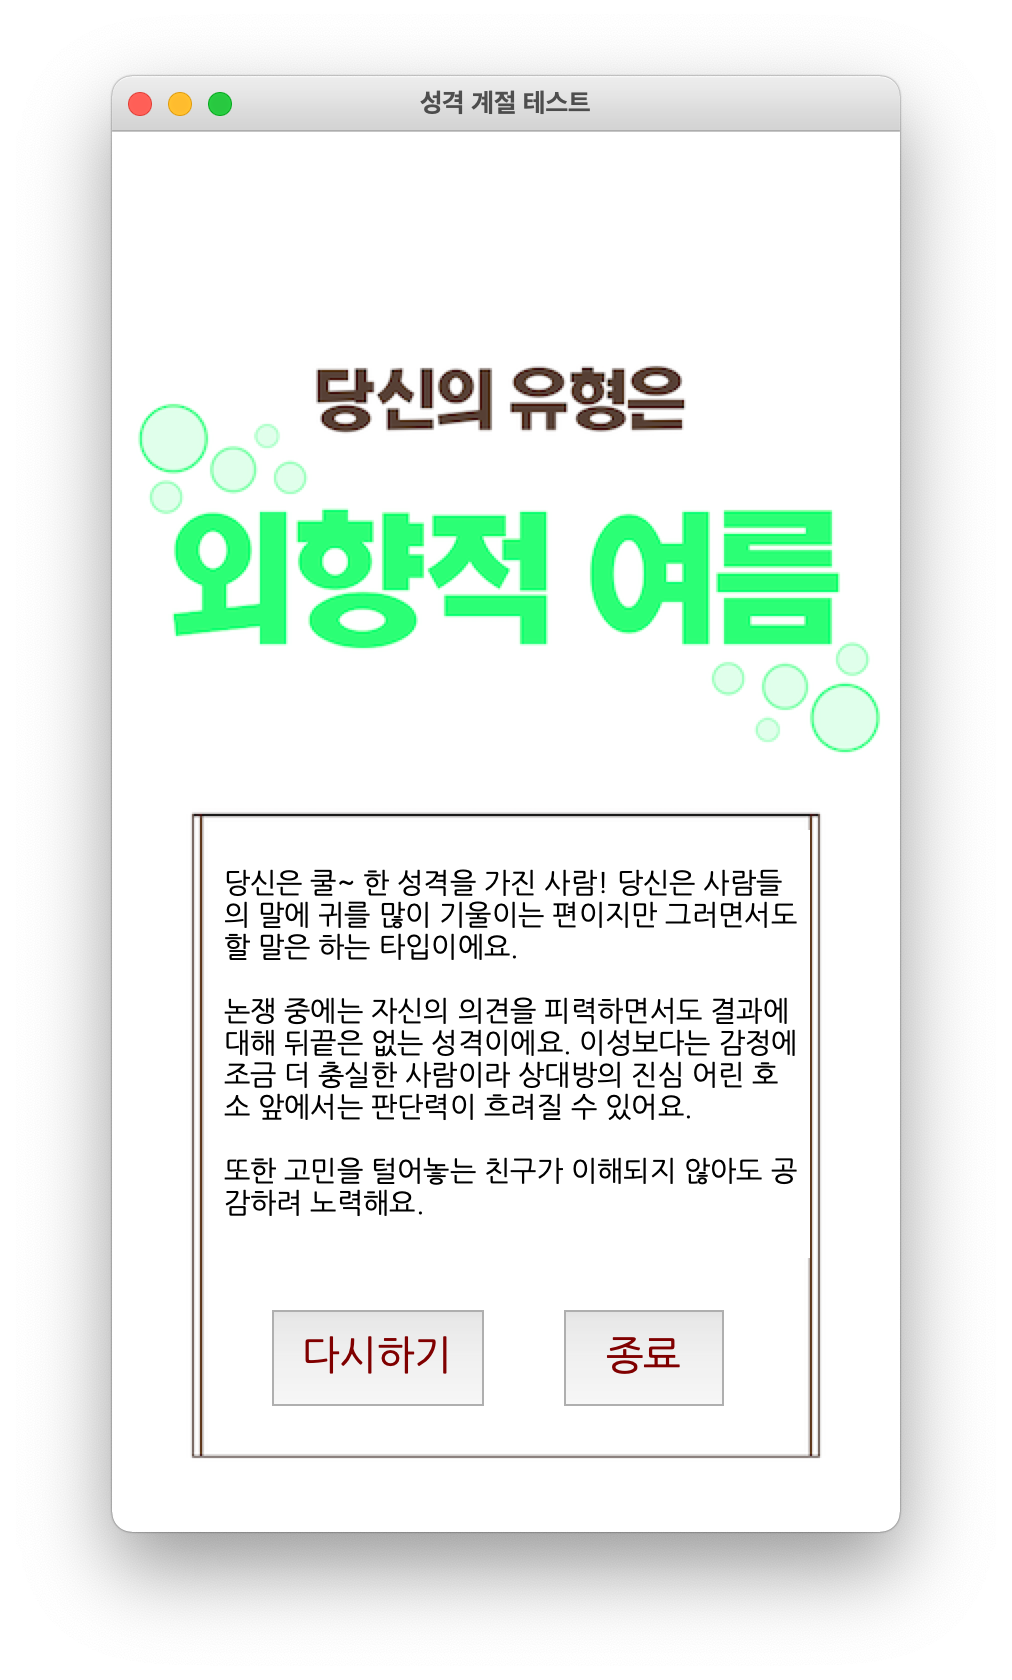 성격 계절 테스트
당신의 유형은
외향적 여름
당신은 쿨~ 한 성격을 가진 사람! 당신은 사람들
의 말에 귀를 많이 기울이는 편이지만 그러면서도
할 말은 하는 타입이에요.
논쟁 중에는 자신의 의견을 피력하면서도 결과에
대해 뒤끝은 없는 성격이에요. 이성보다는 감정에
조금 더 충실한 사람이라 상대방의 진심 어린 호
소 앞에서는 판단력이 흐려질 수 있어요.
또한 고민을 털어놓는 친구가 이해되지 않아도 공
감하려 노력해요.
다시하기
종료